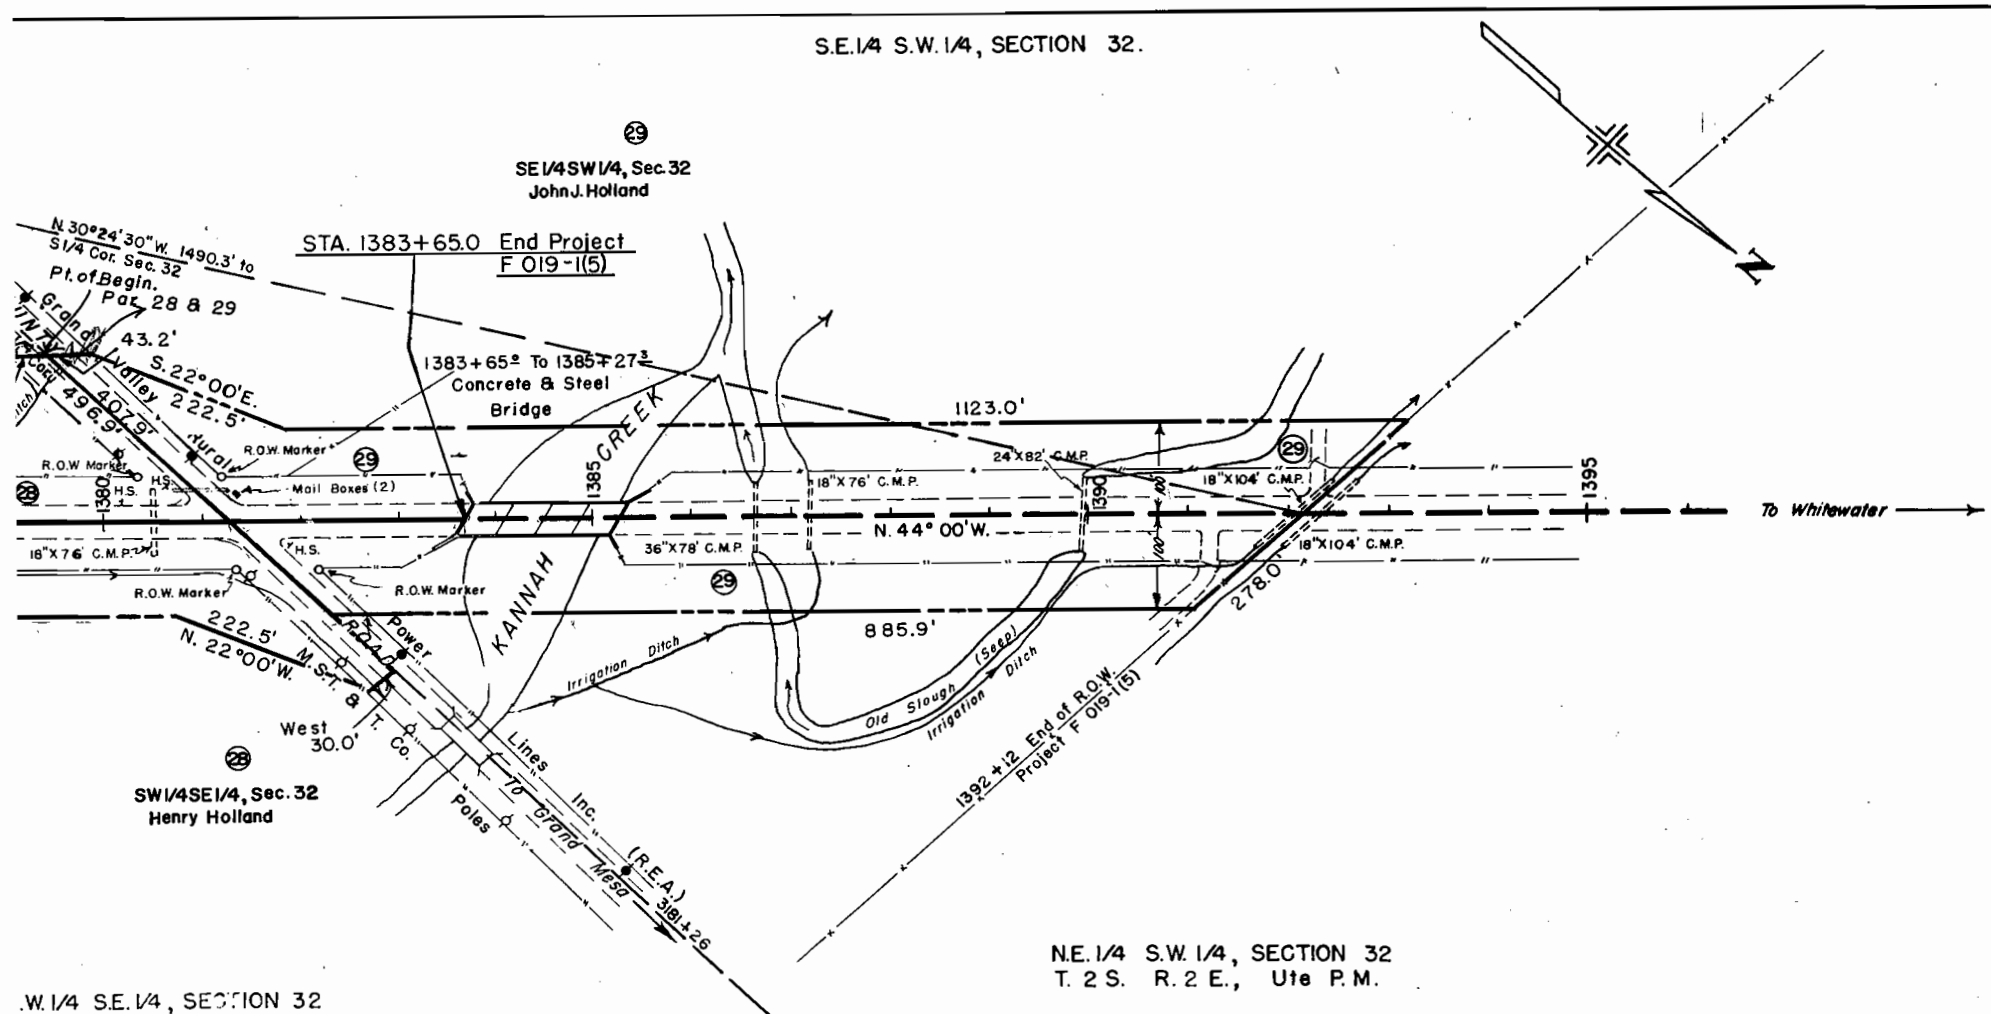 S.E.1/4 S.W.1/4, SECTION 32.
29
SE1/4SW1/4, Sec.32
John J. Holland
N
N.30°24'30"W. 1490.3' to
S1/4 Cor. Sec. 32
Pt. of Begin.
Par. 28 & 29
STA. 1383+65.0 End Project
F 019-1(5)
43.2'
S.22°00'E.
222.5'
407.9'
496.9'
Grand Valley Rural Power Lines Inc. (R.E.A.)
1383+65⁰ To 1385+27³
Concrete & Steel
Bridge
KANNAH CREEK
1123.0'
R.O.W. Marker
R.O.W Marker
29
28
H.S.
H.S.
Mail Boxes (2)
1380
1385
1390
1395
24"X82' C.M.P.
29
18"X76' C.M.P.
18"X104' C.M.P.
100'
100'
N. 44° 00'W.
To Whitewater
18"X76' C.M.P.
H.S.
36"X78' C.M.P.
18"X104' C.M.P.
R.O.W. Marker
R.O.W. Marker
29
278.0'
222.5'
N. 22°00'W.
ROAD
885.9'
Irrigation Ditch
Old Slough (Seep)
Irrigation Ditch
M.S.T. & T. Co. Poles
West
30.0'
28
SW1/4SE1/4, Sec.32
Henry Holland
To Grand Mesa
3181+26
1392+12 End of R.O.W.
Project F 019-1(5)
N.E.1/4 S.W.1/4, SECTION 32
T. 2 S. R. 2 E., Ute P.M.
.W.1/4 S.E.1/4, SECTION 32